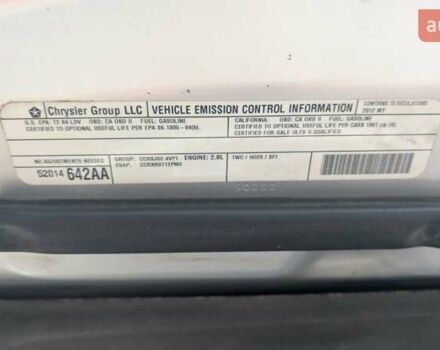 au
Chrysler Group LLC
VEHICLE EMISSION CONTROL INFORMATION
CONFORMS TO REGULATIONS
2012 MY
U.S. EPA: T2 B4 LDV OBD: CA OBD II FUEL: GASOLINE
CERTIFIED TO OPTIONAL USEFUL LIFE PER EPA 86.1805-04(b).
CALIFORNIA: OBD: CA OBD II FUEL: GASOLINE
CERTIFIED TO OPTIONAL USEFUL LIFE PER CARB 1961
CERTIFIED FOR SALE ULTV II QUALIFIED
NO ADJUSTMENTS NEEDED
52014 642AA
GROUP: ENGINE: 2.0L
EVAP:
TWC / HO2S / SFI